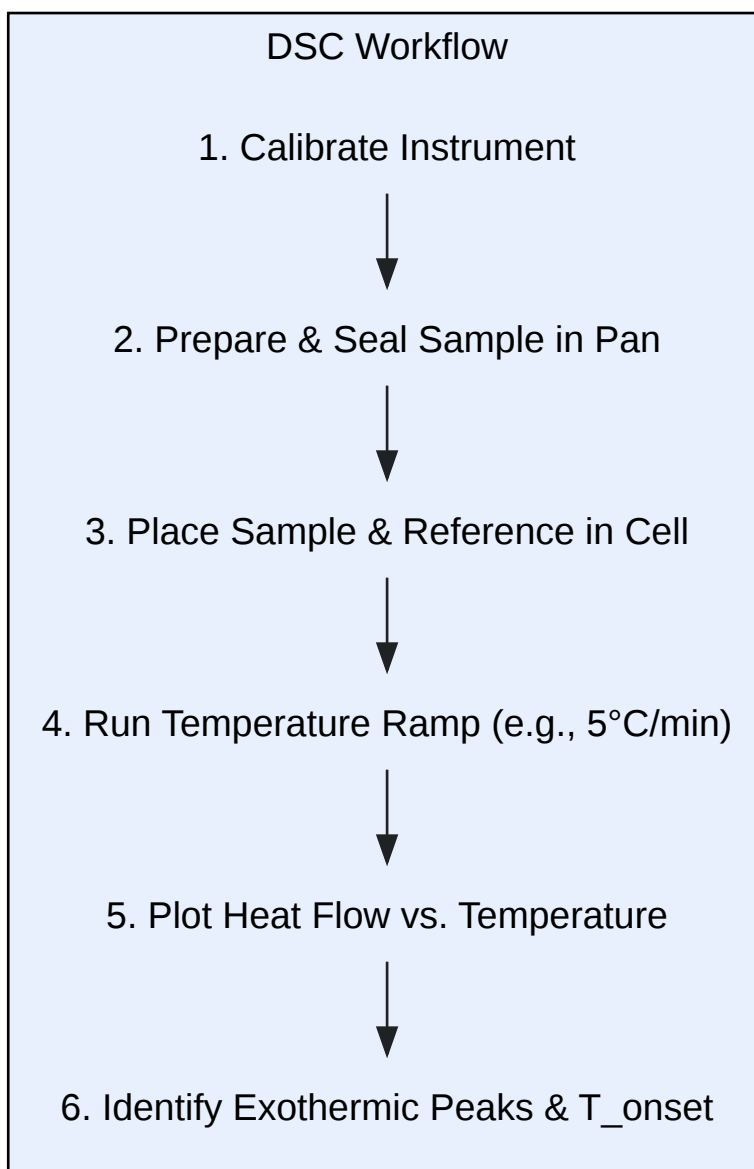 DSC Workflow
1. Calibrate Instrument
2. Prepare & Seal Sample in Pan
3. Place Sample & Reference in Cell
4. Run Temperature Ramp (e.g., 5°C/min)
5. Plot Heat Flow vs. Temperature
6. Identify Exothermic Peaks & T_onset